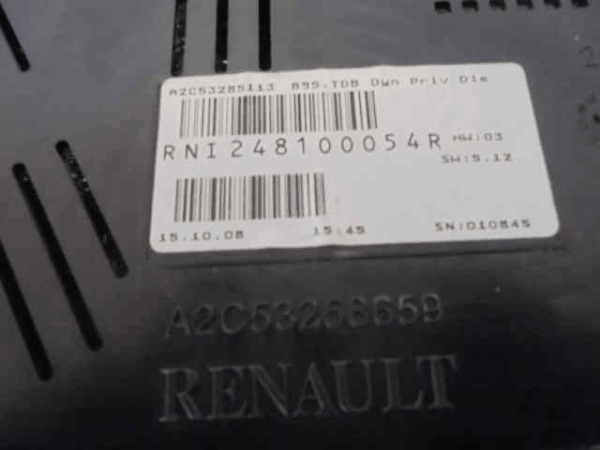 A2C53285113 B95.TDB Dwn Priv Dis
RNI248100054R HW:03
SW:5.12
15.10.08 15:45 SN:010845
A2C53266659
RENAULT